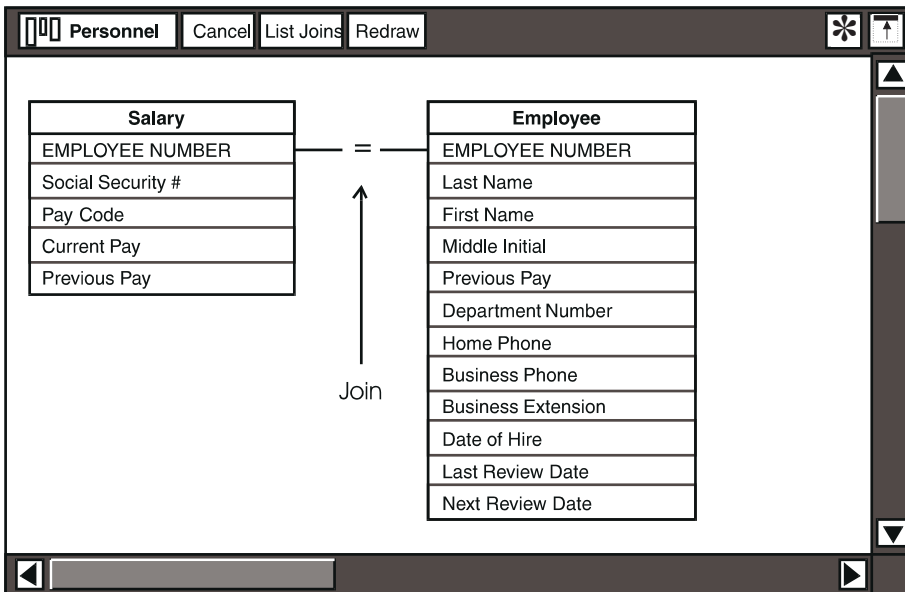 Personnel Cancel List Joins Redraw
Salary
EMPLOYEE NUMBER
Social Security #
Pay Code
Current Pay
Previous Pay
=
Join
Employee
EMPLOYEE NUMBER
Last Name
First Name
Middle Initial
Previous Pay
Department Number
Home Phone
Business Phone
Business Extension
Date of Hire
Last Review Date
Next Review Date